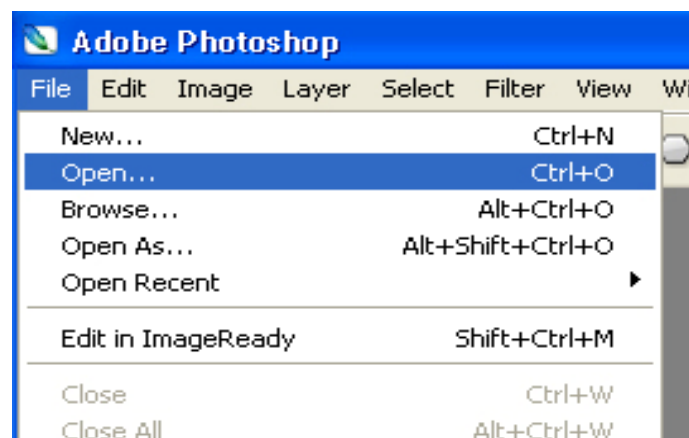 Adobe Photoshop
File Edit Image Layer Select Filter View Wi
New... Ctrl+N
Open... Ctrl+O
Browse... Alt+Ctrl+O
Open As... Alt+Shift+Ctrl+O
Open Recent
Edit in ImageReady Shift+Ctrl+M
Close Ctrl+W
Close All Alt+Ctrl+W